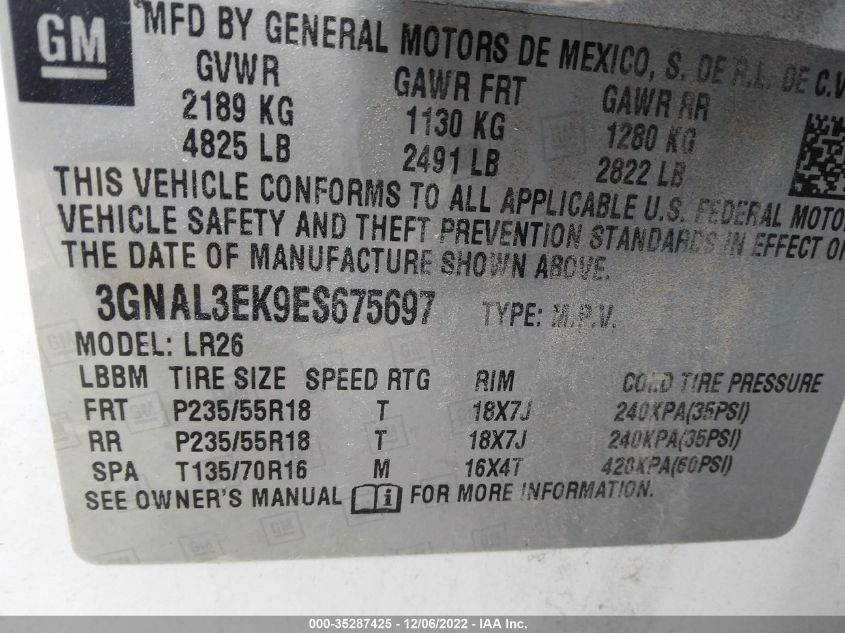 GM
MFD BY GENERAL MOTORS DE MEXICO, S. DE R.L. DE C.V
GVWR GAWR FRT GAWR RR
2189 KG 1130 KG 1280 KG
4825 LB 2491 LB 2822 LB
THIS VEHICLE CONFORMS TO ALL APPLICABLE U.S. FEDERAL MOTO
VEHICLE SAFETY AND THEFT PREVENTION STANDARDS IN EFFECT ON
THE DATE OF MANUFACTURE SHOWN ABOVE.
3GNAL3EK9ES675697 TYPE: M.P.V.
MODEL: LR26
LBBM TIRE SIZE SPEED RTG RIM COLD TIRE PRESSURE
FRT P235/55R18 T 18X7J 240KPA(35PSI)
RR P235/55R18 T 18X7J 240KPA(35PSI)
SPA T135/70R16 M 16X4T 420KPA(60PSI)
SEE OWNER'S MANUAL i FOR MORE INFORMATION.
000-35287425 - 12/06/2022 - IAA Inc.